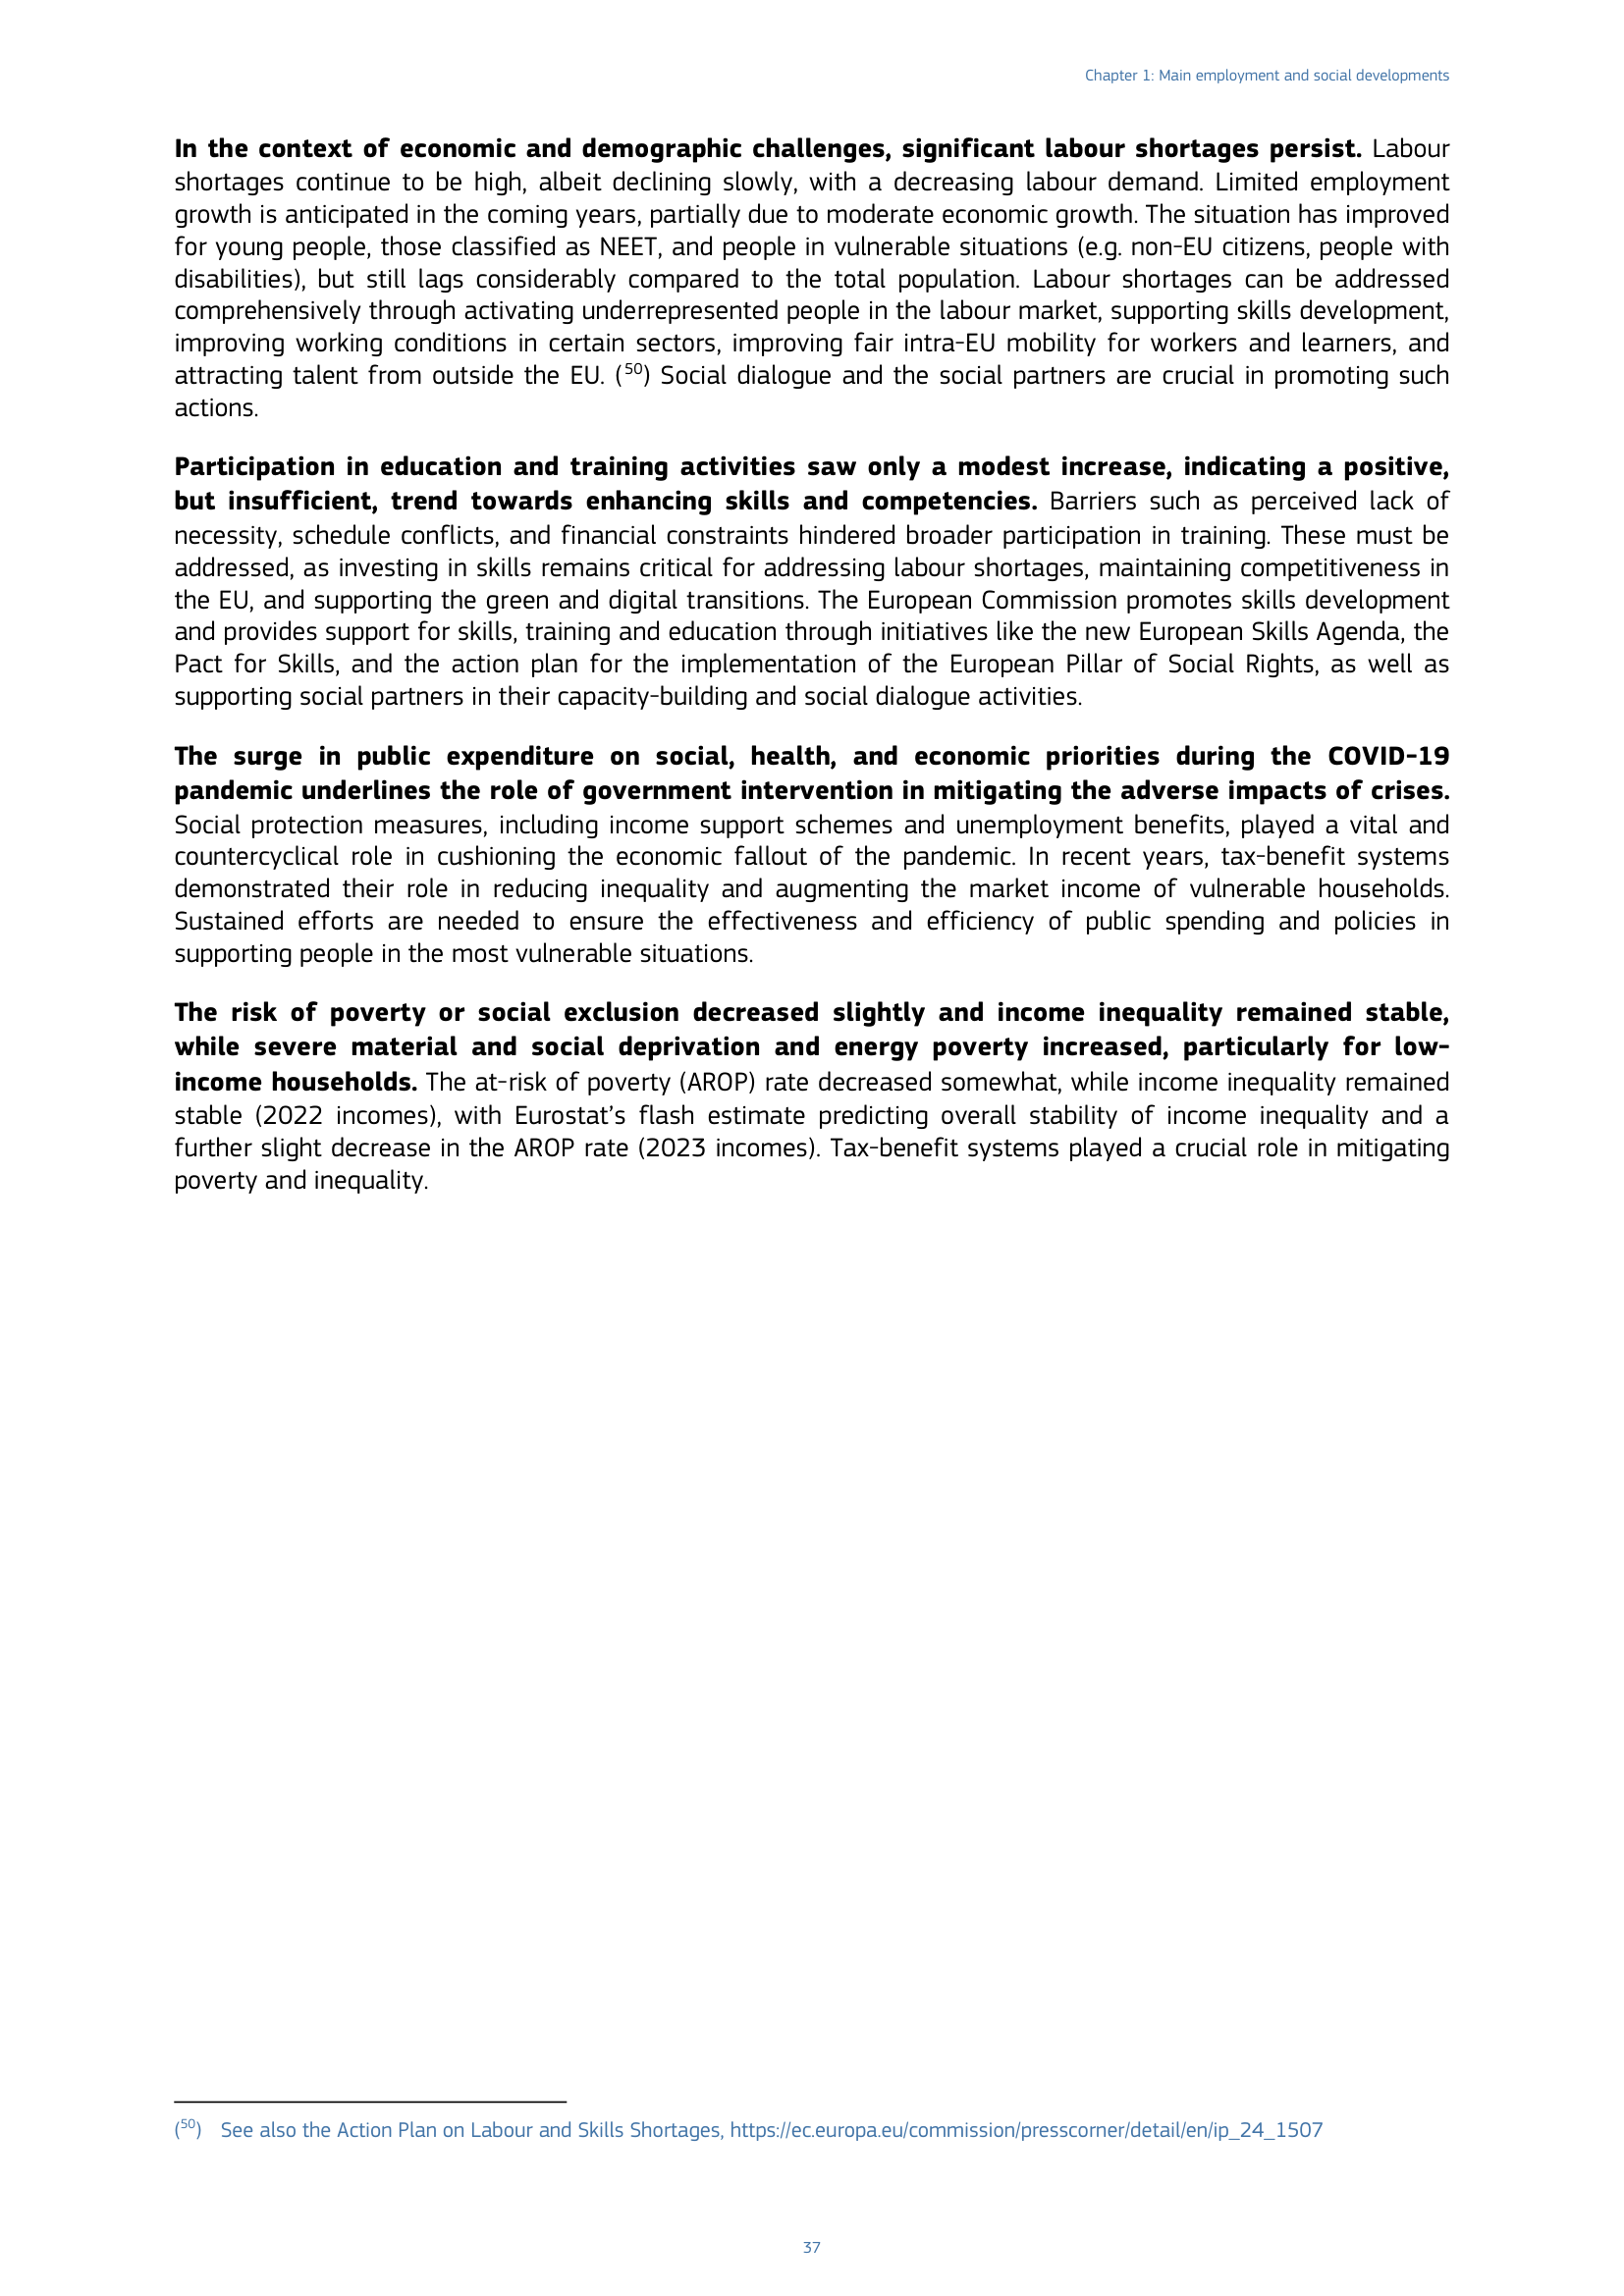 Chapter 1: Main employment and social developments
In the context of economic and demographic challenges, significant labour shortages persist. Labour
shortages continue to be high, albeit declining slowly, with a decreasing labour demand. Limited employment
growth is anticipated in the coming years, partially due to moderate economic growth. The situation has improved
for young people, those classified as NEET, and people in vulnerable situations (e.g. non-EU citizens, people with
disabilities), but still lags considerably compared to the total population. Labour shortages can be addressed
comprehensively through activating underrepresented people in the labour market, supporting skills development,
improving working conditions in certain sectors, improving fair intra-EU mobility for workers and learners, and
attracting talent from outside the EU. (50) Social dialogue and the social partners are crucial in promoting such
actions.
Participation in education and training activities saw only a modest increase, indicating a positive,
but insufficient, trend towards enhancing skills and competencies. Barriers such as perceived lack of
necessity, schedule conflicts, and financial constraints hindered broader participation in training. These must be
addressed, as investing in skills remains critical for addressing labour shortages, maintaining competitiveness in
the EU, and supporting the green and digital transitions. The European Commission promotes skills development
and provides support for skills, training and education through initiatives like the new European Skills Agenda, the
Pact for Skills, and the action plan for the implementation of the European Pillar of Social Rights, as well as
supporting social partners in their capacity-building and social dialogue activities.
The surge in public expenditure on social, health, and economic priorities during the COVID-19
pandemic underlines the role of government intervention in mitigating the adverse impacts of crises.
Social protection measures, including income support schemes and unemployment benefits, played a vital and
countercyclical role in cushioning the economic fallout of the pandemic. In recent years, tax-benefit systems
demonstrated their role in reducing inequality and augmenting the market income of vulnerable households.
Sustained efforts are needed to ensure the effectiveness and efficiency of public spending and policies in
supporting people in the most vulnerable situations.
The risk of poverty or social exclusion decreased slightly and income inequality remained stable,
while severe material and social deprivation and energy poverty increased, particularly for low-
income households. The at-risk of poverty (AROP) rate decreased somewhat, while income inequality remained
stable (2022 incomes), with Eurostat's flash estimate predicting overall stability of income inequality and a
further slight decrease in the AROP rate (2023 incomes). Tax-benefit systems played a crucial role in mitigating
poverty and inequality.
(50) See also the Action Plan on Labour and Skills Shortages, https://ec.europa.eu/commission/presscorner/detail/en/ip_24_1507
37